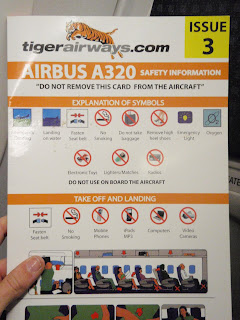 tigerairways.com
ISSUE
3
AIRBUS A320 SAFETY INFORMATION
"DO NOT REMOVE THIS CARD FROM THE AIRCRAFT"
EXPLANATION OF SYMBOLS
Landing on water
Fasten Seat belt
No Smoking
Do not take baggage
Remove high heel shoes
Emergency Light
Oxygen
Electronic Toys
Lighters/Matches
Radios
DO NOT USE ON BOARD THE AIRCRAFT
TAKE OFF AND LANDING
Fasten Seat belt
No Smoking
Mobile Phones
iPods MP3
Computers
Video Cameras